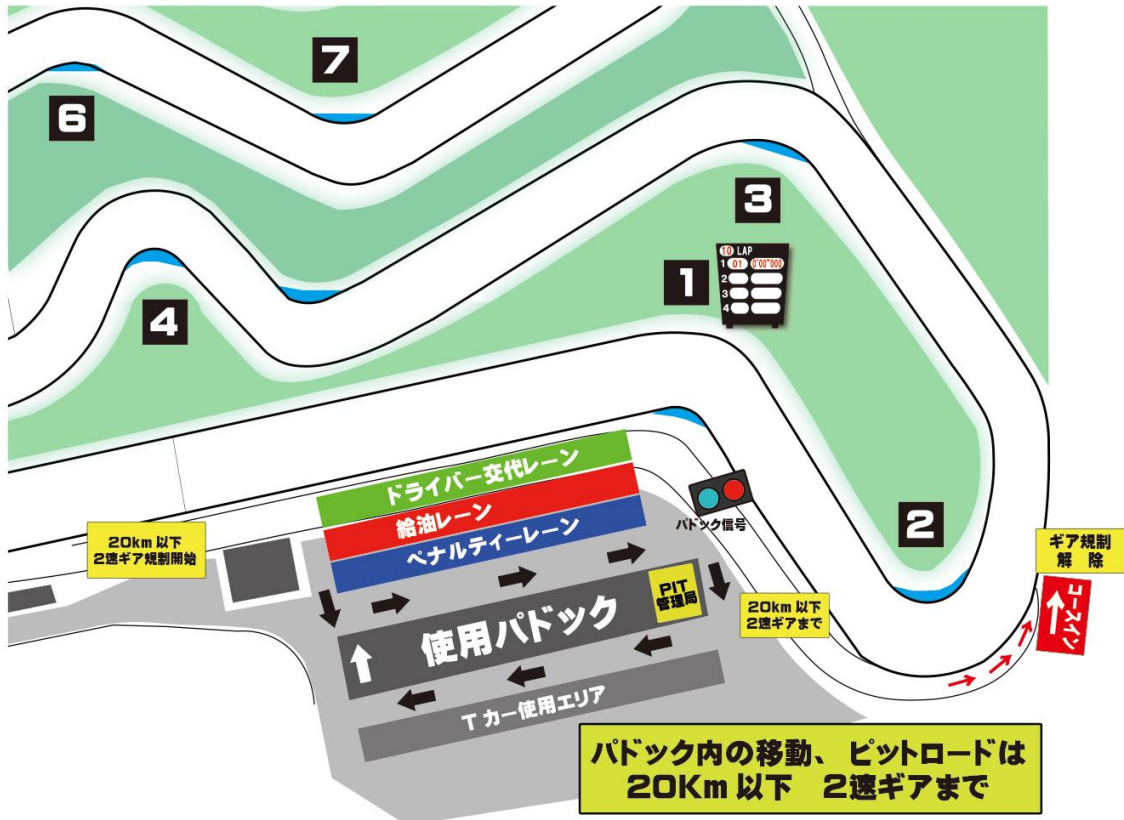 7
6
3
10 LAP
1 01 0'00"000
2
3
4
1
4
ドライバー交代レーン
給油レーン
ペナルティーレーン
パドック信号
2
20km 以下
2速ギア規制開始
ギア規制
解 除
コースイン
PIT
管理局
使用パドック
20km 以下
2速ギアまで
T カー使用エリア
パドック内の移動、 ピットロードは
20Km 以下 2速ギアまで